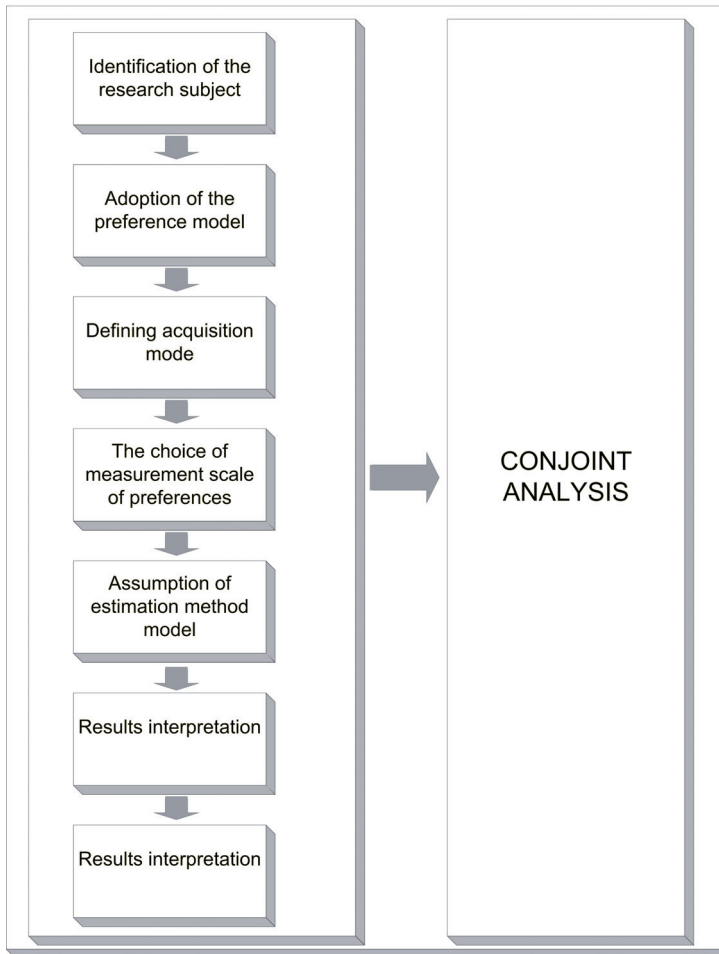 Identification of the
research subject
Adoption of the
preference model
Defining acquisition
mode
The choice of
measurement scale
of preferences
Assumption of
estimation method
model
Results interpretation
Results interpretation
CONJOINT
ANALYSIS